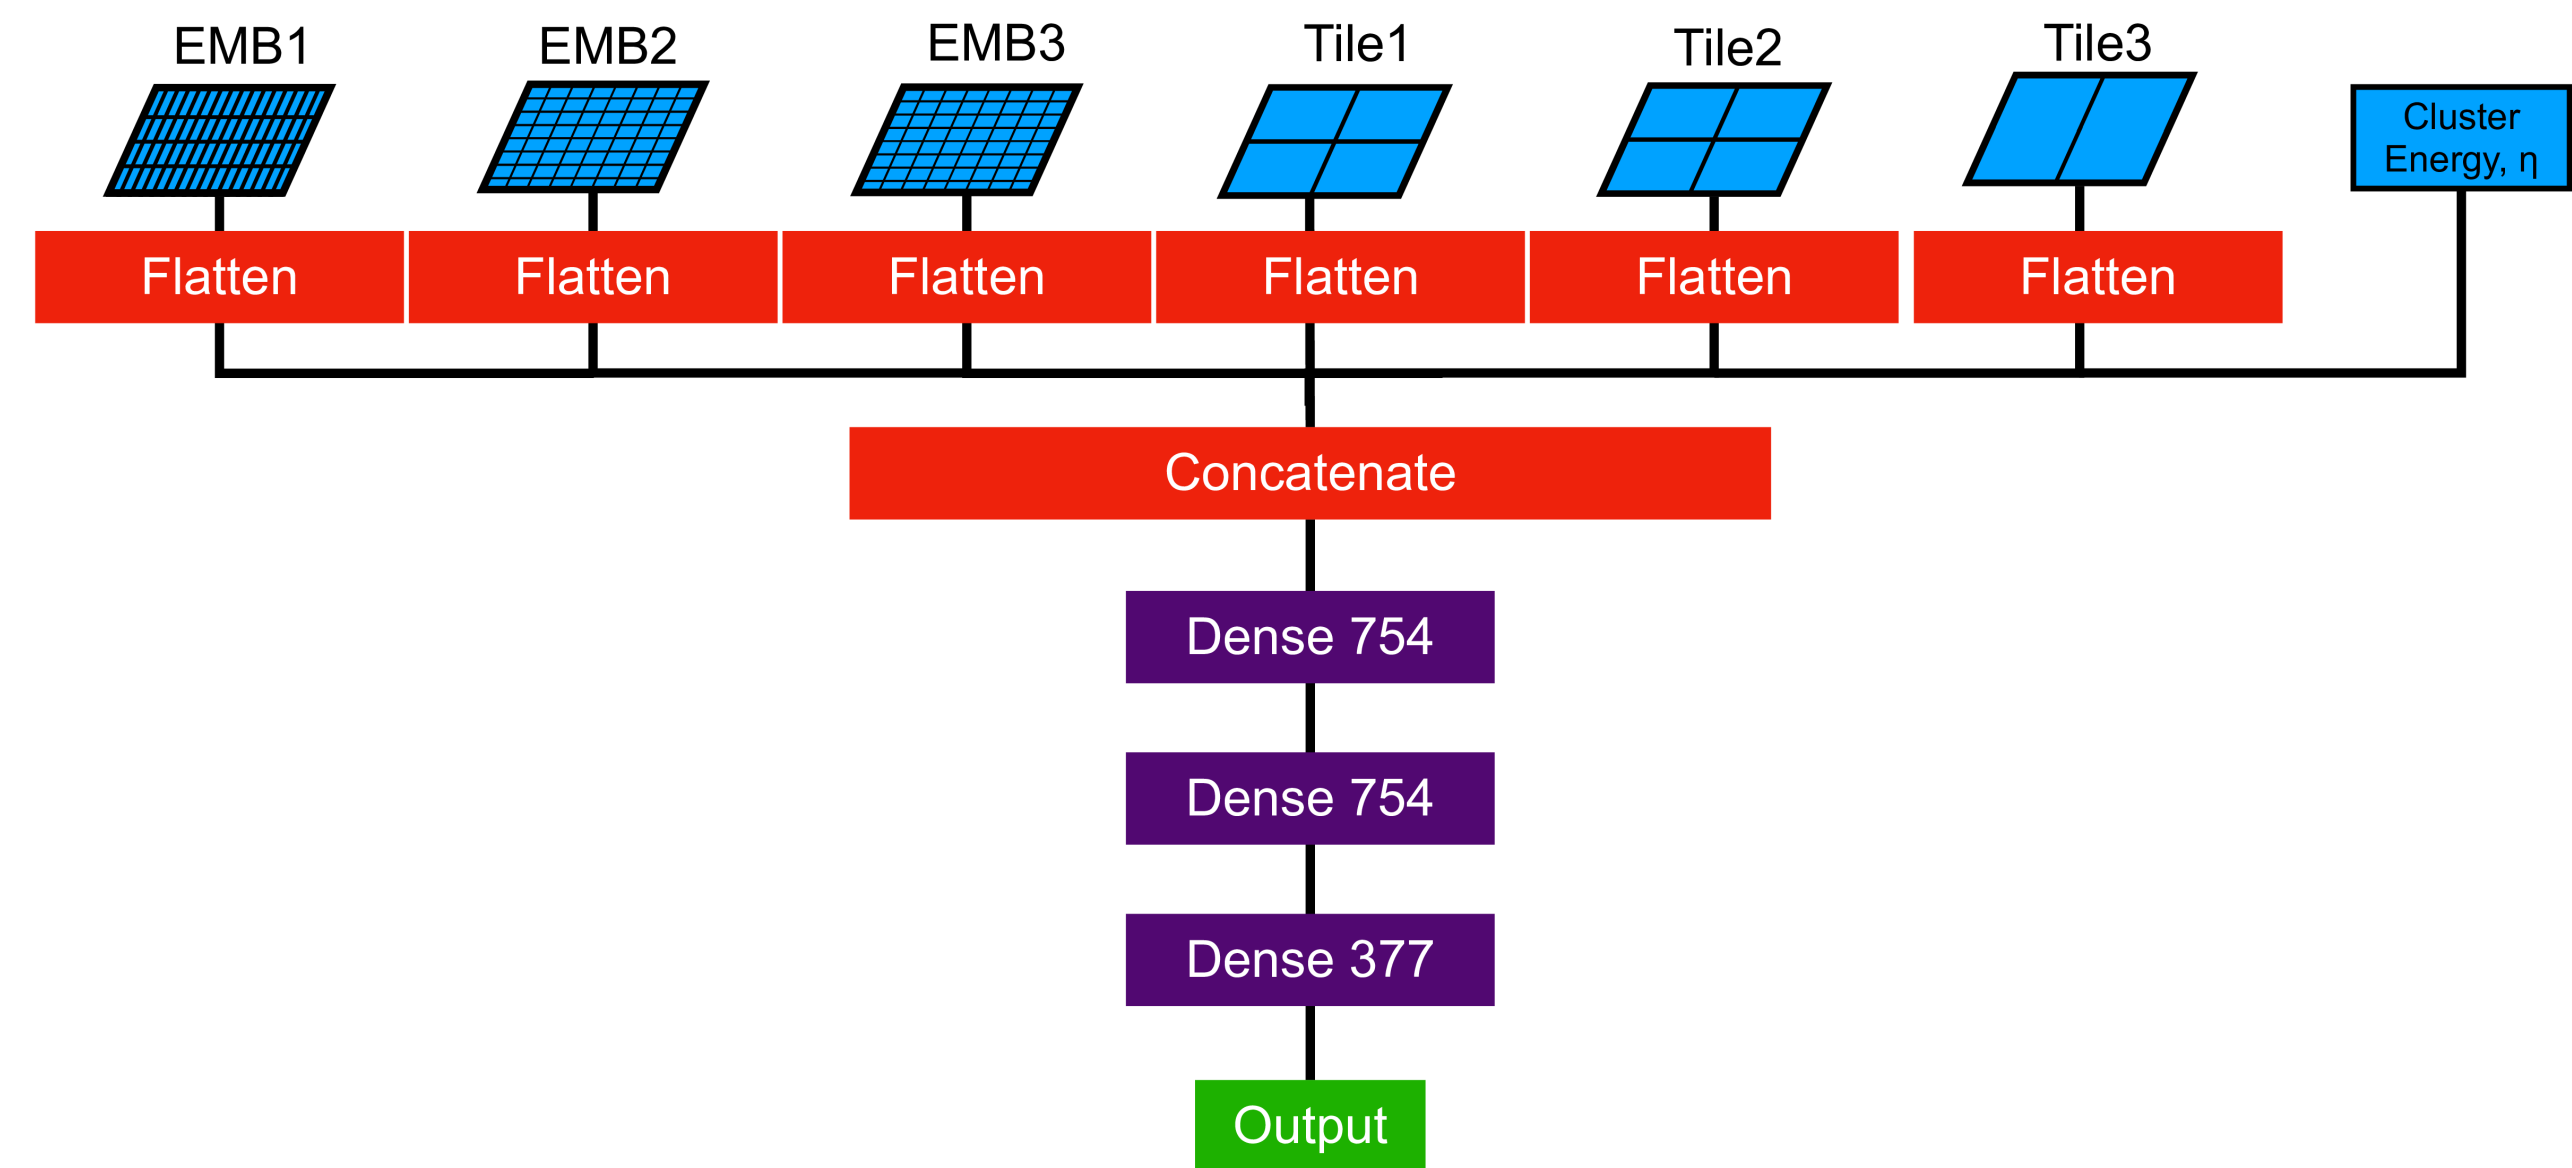 EMB1
EMB2
EMB3
Tile1
Tile2
Tile3
Cluster
Energy, η
Flatten
Flatten
Flatten
Flatten
Flatten
Flatten
Concatenate
Dense 754
Dense 754
Dense 377
Output